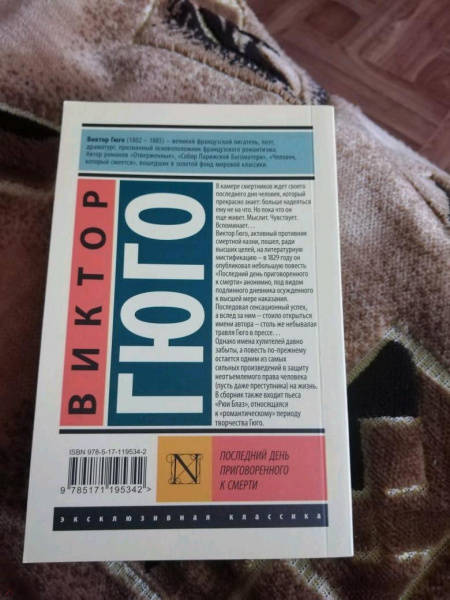 Виктор Гюго (1802 – 1885) – великий французский писатель, поэт,
драматург, признанный основоположник французского романтизма.
Автор романов «Отверженные», «Собор Парижской Богоматери», «Человек,
который смеется», вошедших в золотой фонд мировой классики.
ВИКТОР
ГЮГО
В камере смертников ждет своего
последнего дня человек, который
прекрасно знает: больше надеяться
ему не на что. Но пока что он
еще живет. Мыслит. Чувствует.
Вспоминает…
Виктор Гюго, активный противник
смертной казни, пошел, ради
высших целей, на литературную
мистификацию – в 1829 году он
опубликовал небольшую повесть
«Последний день приговоренного
к смерти» анонимно, под видом
подлинного дневника осужденного
к высшей мере наказания.
Последовал сенсационный успех,
а вслед за ним – стоило открыться
имени автора – столь же небывалая
травля Гюго в прессе…
Однако имена хулителей давно
забыты, а повесть по-прежнему
остается одним из самых
сильных произведений в защиту
неотъемлемого права человека
(пусть даже преступника) на жизнь.
В сборник также входит пьеса
«Рюи Блаз», относящаяся
к «романтическому» периоду
творчества Гюго.
ISBN 978-5-17-119534-2
9 785171 195342 >
N
ПОСЛЕДНИЙ ДЕНЬ
ПРИГОВОРЕННОГО
К СМЕРТИ
эксклюзивная классика